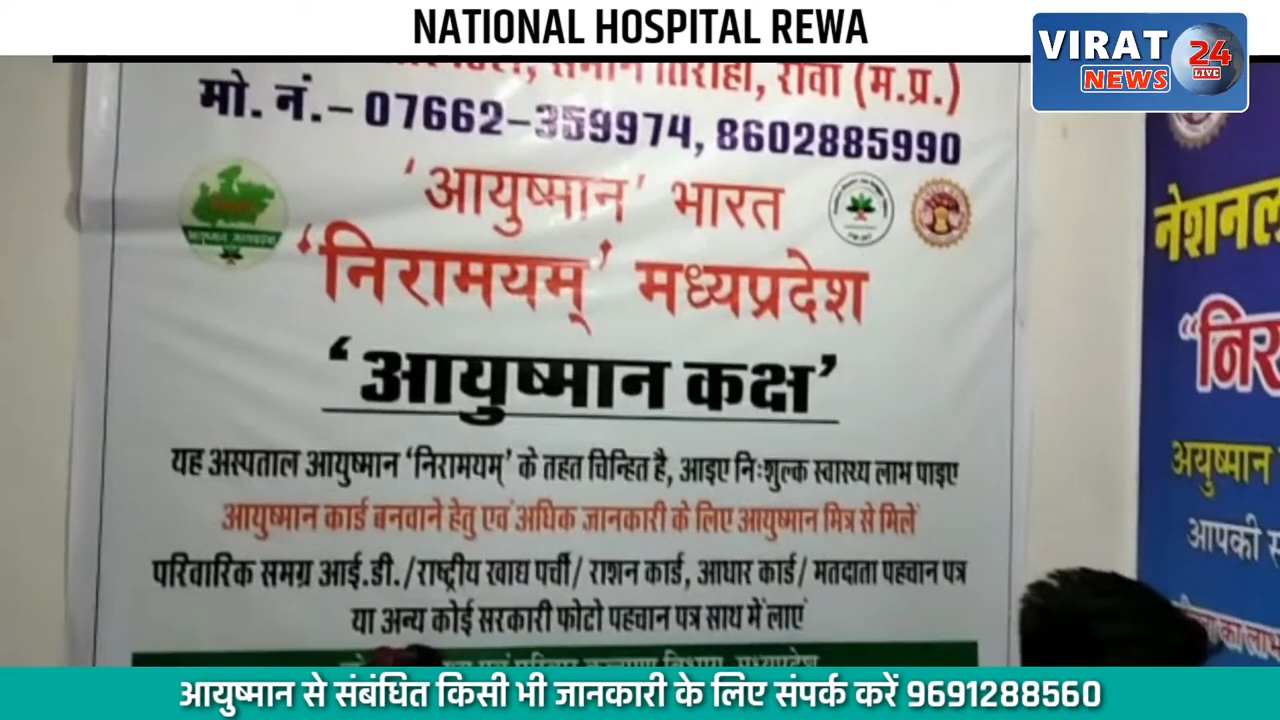 NATIONAL HOSPITAL REWA
VIRAT 24
NEWS LIVE
तिराहा, रीवा (म.प्र.)
मो. नं.– 07662–359974, 8602885990
‘आयुष्मान’ भारत
‘निरामयम्’ मध्यप्रदेश
‘आयुष्मान कक्ष’
यह अस्पताल आयुष्मान ‘निरामयम्’ के तहत चिन्हित है, आइए निःशुल्क स्वास्थ्य लाभ पाइए
आयुष्मान कार्ड बनवाने हेतु एवं अधिक जानकारी के लिए आयुष्मान मित्र से मिलें
परिवारिक समग्र आई.डी./राष्ट्रीय खाद्य पर्ची/ राशन कार्ड, आधार कार्ड/ मतदाता पहचान पत्र
या अन्य कोई सरकारी फोटो पहचान पत्र साथ में लाएं
नेशनल
“निर
अयुष्मान
आपकी
का लाभ
आयुष्मान से संबंधित किसी भी जानकारी के लिए संपर्क करें 9691288560